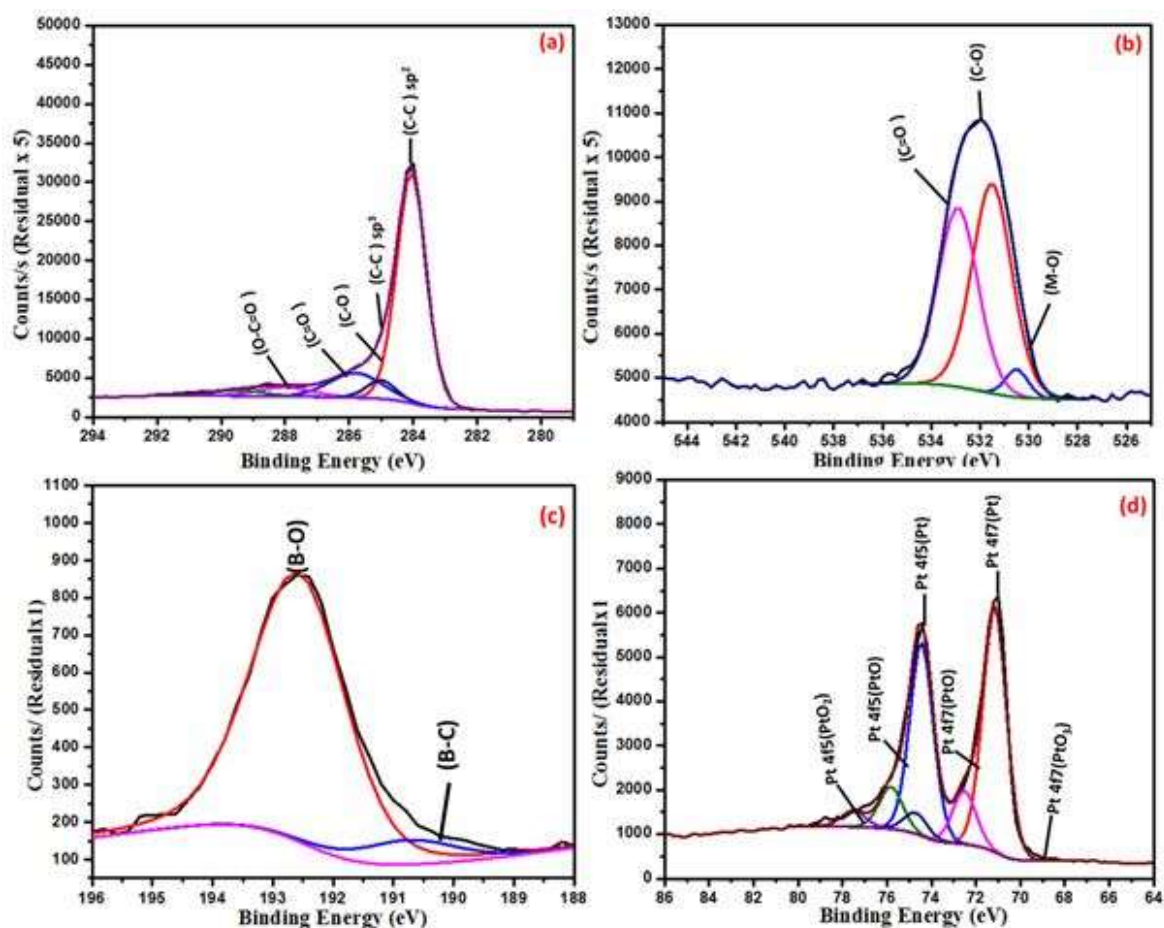 (a)
50000
45000
40000
35000
30000
25000
20000
15000
10000
5000
0
Counts/s (Residual x 5)
(C-C ) sp²
(C-C ) sp³
(C-O )
(C=O )
(O-C=O )
294 292 290 288 286 284 282 280
Binding Energy (eV)
(b)
13000
12000
11000
10000
9000
8000
7000
6000
5000
4000
Counts/s (Residual x 5)
(C-O)
(C=O )
(M-O)
544 542 540 538 536 534 532 530 528 526
Binding Energy (eV)
(c)
1100
1000
900
800
700
600
500
400
300
200
100
Counts/ (Residualx1)
(B-O)
(B-C)
196 195 194 193 192 191 190 189 188
Binding Energy (eV)
(d)
9000
8000
7000
6000
5000
4000
3000
2000
1000
0
Counts/ (Residual x1
Pt 4f5(PtO₂)
Pt 4f5(PtO)
Pt 4f5(Pt)
Pt 4f7(PtO)
Pt 4f7(Pt)
86 84 82 80 78 76 74 72 70 68 66 64
Binding Energy (eV)